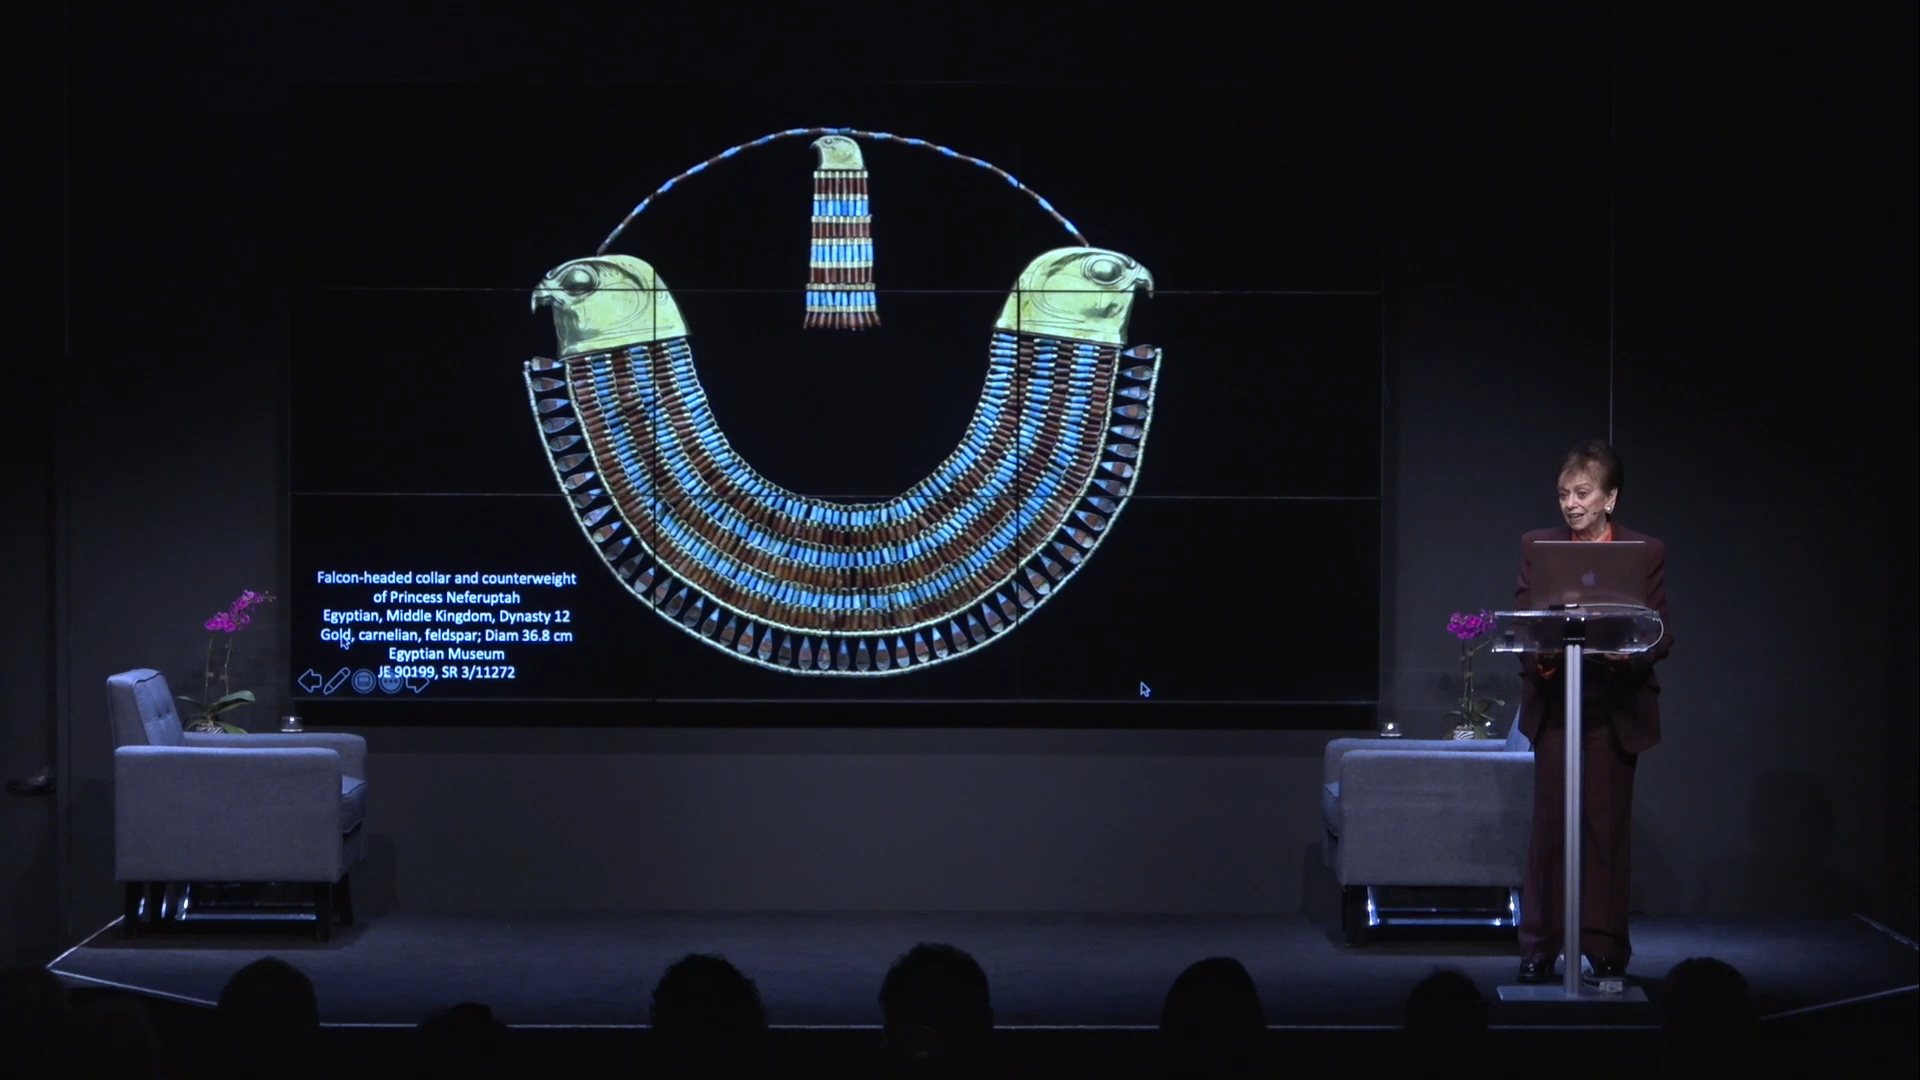 Falcon-headed collar and counterweight
of Princess Neferuptah
Egyptian, Middle Kingdom, Dynasty 12
Gold, carnelian, feldspar; Diam 36.8 cm
Egyptian Museum
JE 90199, SR 3/11272